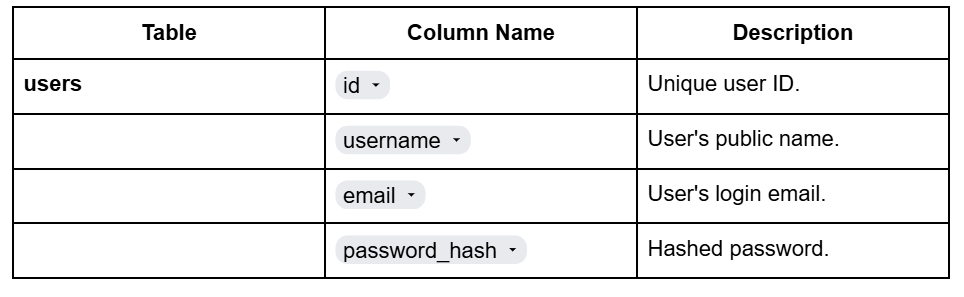 Table Column Name Description
users id Unique user ID.
username User's public name.
email User's login email.
password_hash Hashed password.